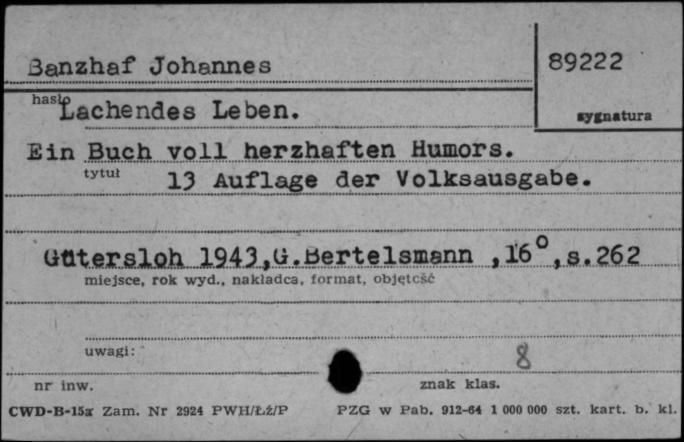 Banzhaf Johannes
89222
hasło
Lachendes Leben.
sygnatura
Ein Buch voll herzhaften Humors.
tytuł
13 Auflage der Volksausgabe.
Gütersloh 1943,G.Bertelsmann ,16°,s.262
miejsce, rok wyd., nakładca, format, objętość
uwagi:
8
nr inw.
znak klas.
CWD-B-15a Zam. Nr 2924 PWH/Łź/P
PZG w Pab. 912-64 1 000 000 szt. kart. b. kl.